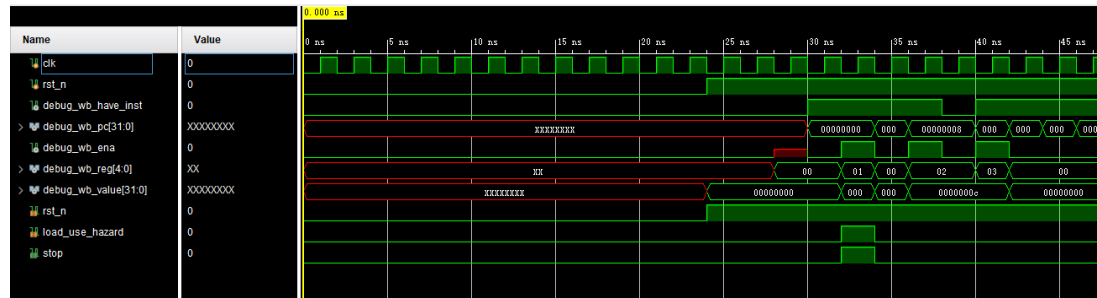 0.000 ns
Name Value 0 ns 5 ns 10 ns 15 ns 20 ns 25 ns 30 ns 35 ns 40 ns 45 ns
clk 0
rst_n 0
debug_wb_have_inst 0
debug_wb_pc[31:0] XXXXXXXX XXXXXXXX 00000000 000 00000008 000 000 000 000
debug_wb_ena 0
debug_wb_reg[4:0] XX XX 00 01 00 02 03 00
debug_wb_value[31:0] XXXXXXXX XXXXXXXX 00000000 000 000 0000000c 00000000
rst_n 0
load_use_hazard 0
stop 0